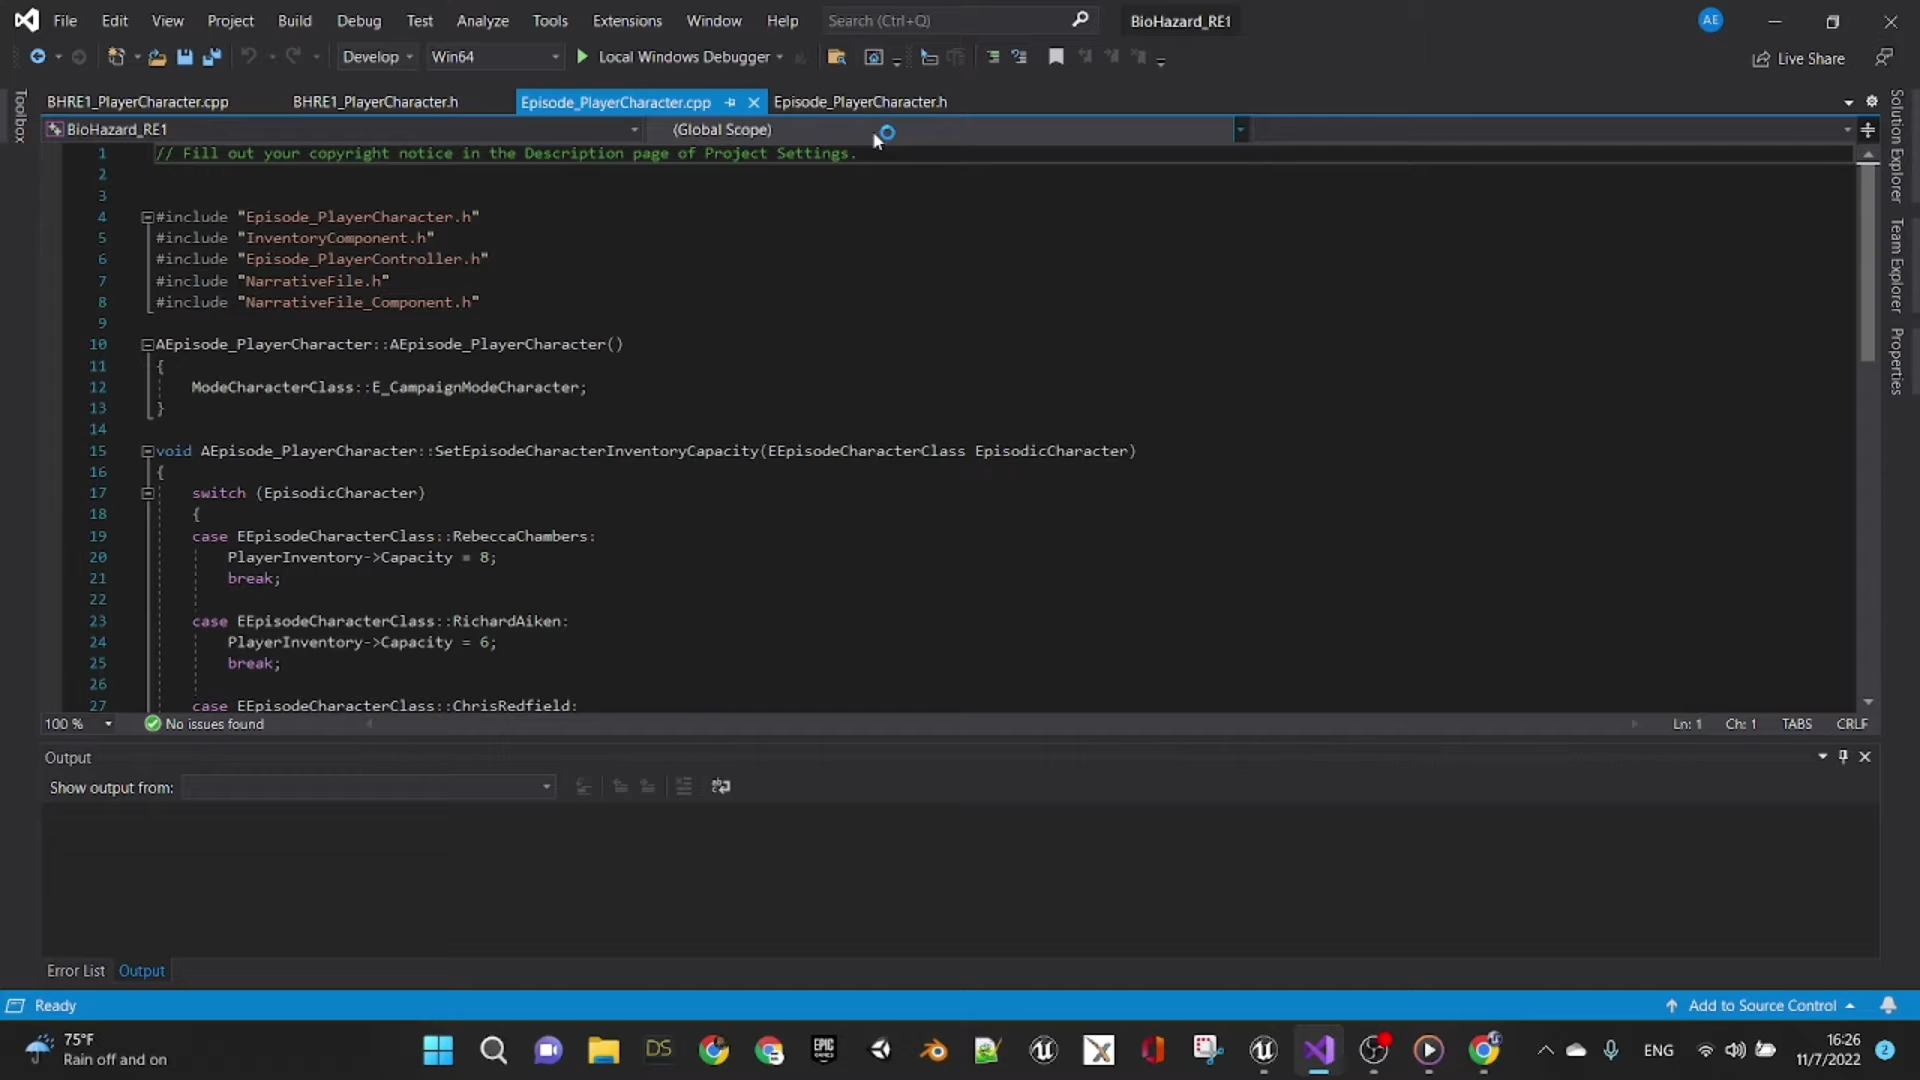 File Edit View Project Build Debug Test Analyze Tools Extensions Window Help Search (Ctrl+Q) BioHazard_RE1 AE
Develop Win64 Local Windows Debugger Live Share
BHRE1_PlayerCharacter.cpp BHRE1_PlayerCharacter.h Episode_PlayerCharacter.cpp Episode_PlayerCharacter.h
BioHazard_RE1 (Global Scope)
Toolbox
Solution Explorer
Team Explorer
Properties
1 // Fill out your copyright notice in the Description page of Project Settings.
2
3
4 #include "Episode_PlayerCharacter.h"
5 #include "InventoryComponent.h"
6 #include "Episode_PlayerController.h"
7 #include "NarrativeFile.h"
8 #include "NarrativeFile_Component.h"
9
10 AEpisode_PlayerCharacter::AEpisode_PlayerCharacter()
11 {
12 ModeCharacterClass::E_CampaignModeCharacter;
13 }
14
15 void AEpisode_PlayerCharacter::SetEpisodeCharacterInventoryCapacity(EEpisodeCharacterClass EpisodicCharacter)
16 {
17 switch (EpisodicCharacter)
18 {
19 case EEpisodeCharacterClass::RebeccaChambers:
20 PlayerInventory->Capacity = 8;
21 break;
22
23 case EEpisodeCharacterClass::RichardAiken:
24 PlayerInventory->Capacity = 6;
25 break;
26
27 case EEpisodeCharacterClass::ChrisRedfield:
100 % No issues found Ln: 1 Ch: 1 TABS CRLF
Output
Show output from:
Error List Output
Ready Add to Source Control
75°F
Rain off and on
DS
EPIC GAMES
ENG
16:26
11/7/2022
2